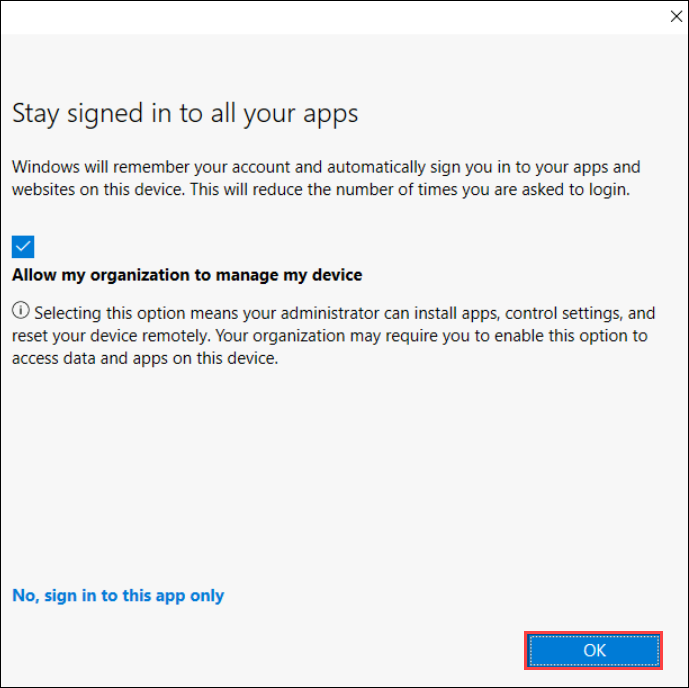 Stay signed in to all your apps
Windows will remember your account and automatically sign you in to your apps and
websites on this device. This will reduce the number of times you are asked to login.
Allow my organization to manage my device
Selecting this option means your administrator can install apps, control settings, and
reset your device remotely. Your organization may require you to enable this option to
access data and apps on this device.
No, sign in to this app only
OK